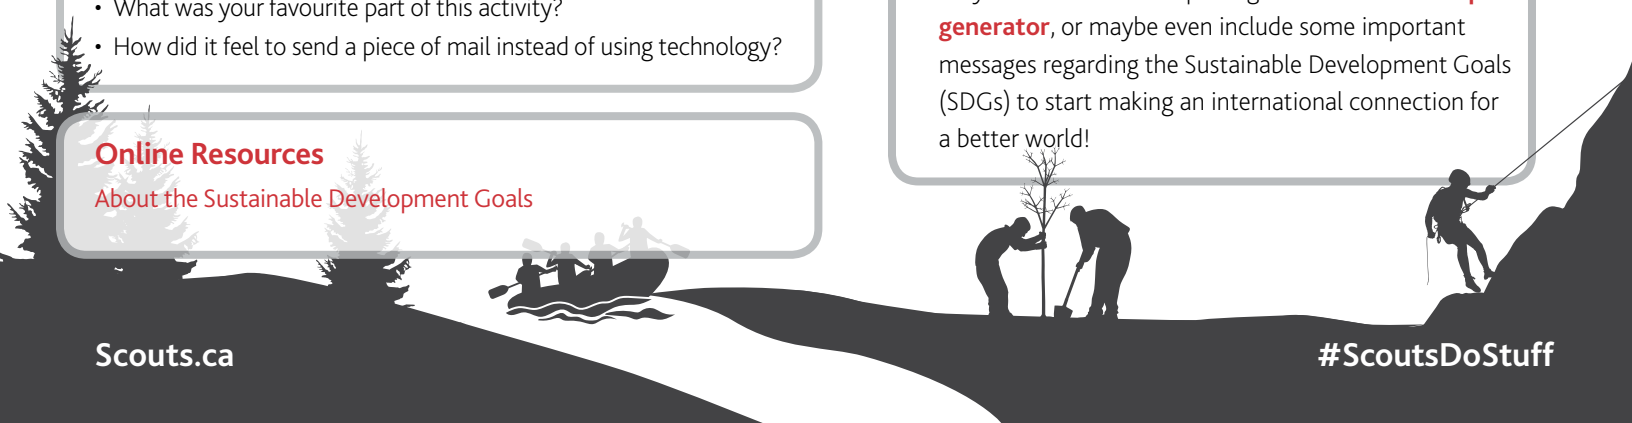 • What was your favourite part of this activity?
• How did it feel to send a piece of mail instead of using technology?
Online Resources
About the Sustainable Development Goals
generator, or maybe even include some important
messages regarding the Sustainable Development Goals
(SDGs) to start making an international connection for
a better world!
Scouts.ca
#ScoutsDoStuff